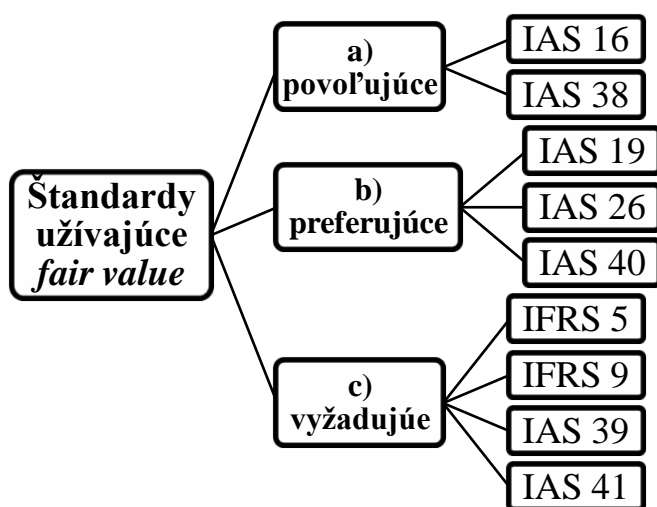 Štandardy
užívajúce
fair value
a)
povoľujúce
IAS 16
IAS 38
b)
preferujúce
IAS 19
IAS 26
IAS 40
c)
vyžadujúe
IFRS 5
IFRS 9
IAS 39
IAS 41